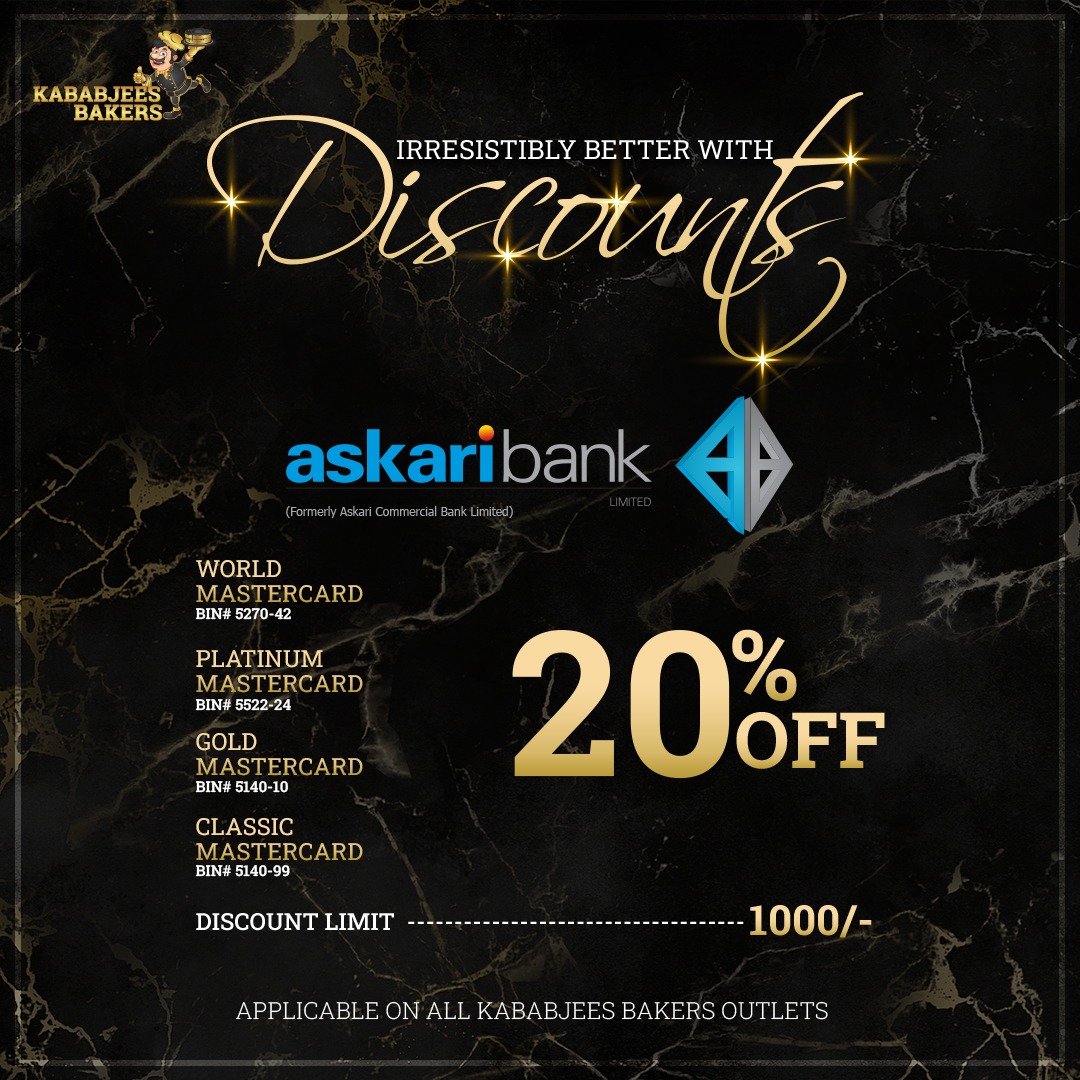 KABABJEES
BAKERS
IRRESISTIBLY BETTER WITH
Discounts
askaribank
LIMITED
(Formerly Askari Commercial Bank Limited)
WORLD
MASTERCARD
BIN# 5270-42
PLATINUM
MASTERCARD
BIN# 5522-24
GOLD
MASTERCARD
BIN# 5140-10
CLASSIC
MASTERCARD
BIN# 5140-99
20%
OFF
DISCOUNT LIMIT ----------------------------------- 1000/-
APPLICABLE ON ALL KABABJEES BAKERS OUTLETS